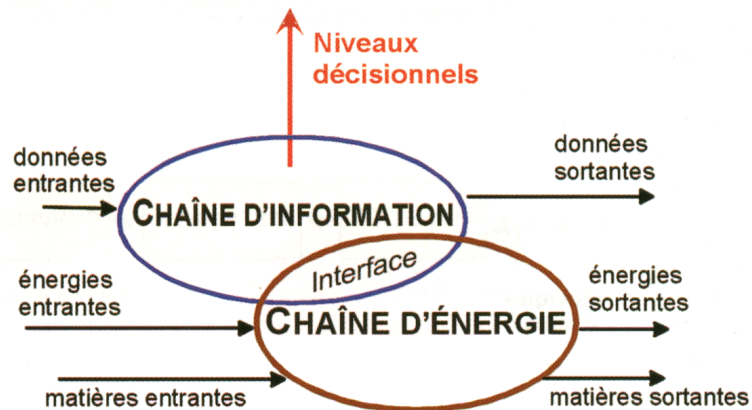 Niveaux
décisionnels
données
entrantes
données
sortantes
CHAÎNE D'INFORMATION
Interface
énergies
entrantes
énergies
sortantes
CHAÎNE D'ÉNERGIE
matières entrantes
matières sortantes